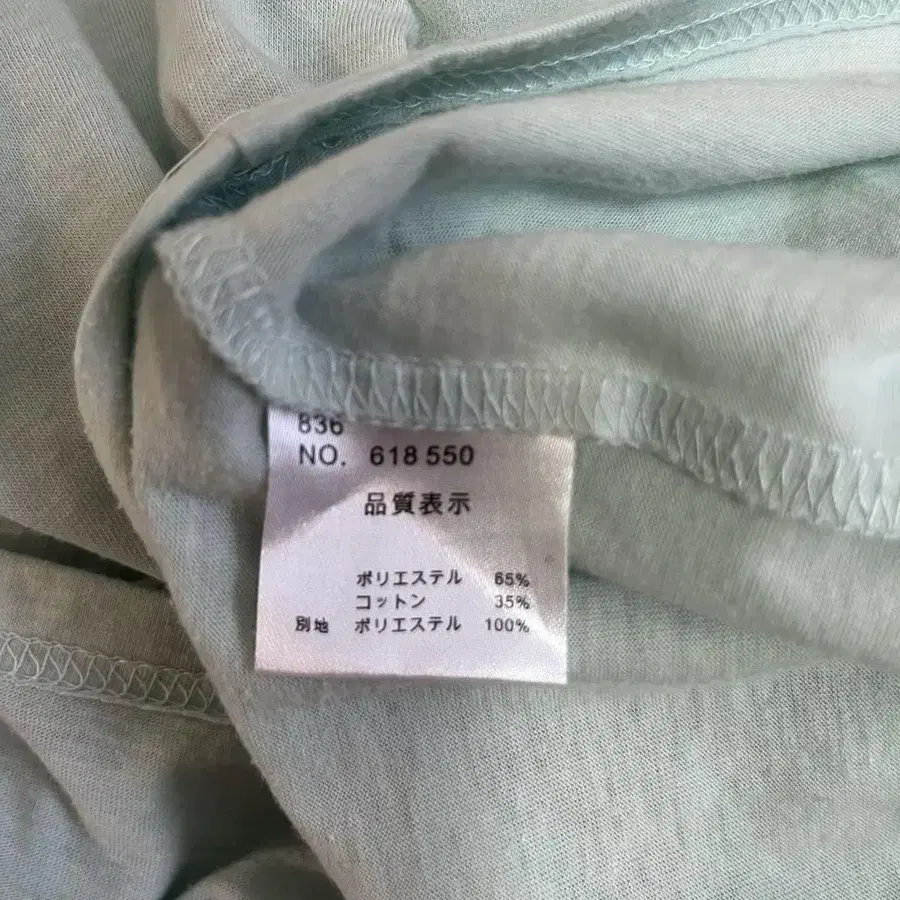 836
NO. 618 550
品質表示
ポリエステル 65%
コットン 35%
別地 ポリエステル 100%